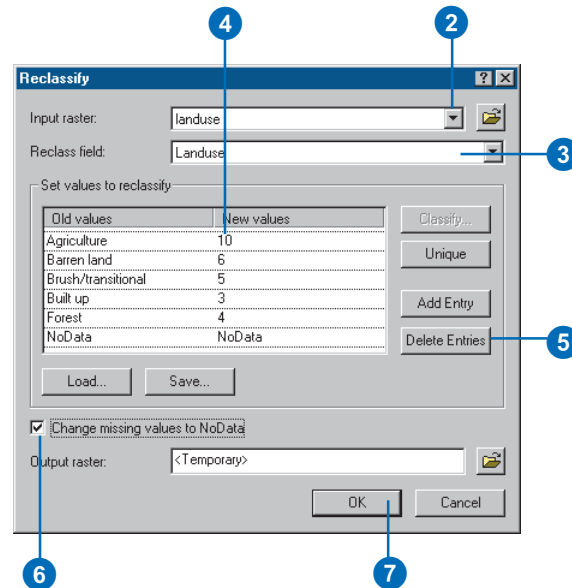 4
2
Reclassify
Input raster: landuse
Reclass field: Landuse
3
Set values to reclassify
Old values New values
Agriculture 10
Barren land 6
Brush/transitional 5
Built up 3
Forest 4
NoData NoData
Classify...
Unique
Add Entry
Delete Entries
5
Load... Save...
Change missing values to NoData
Output raster: <Temporary>
OK Cancel
6
7